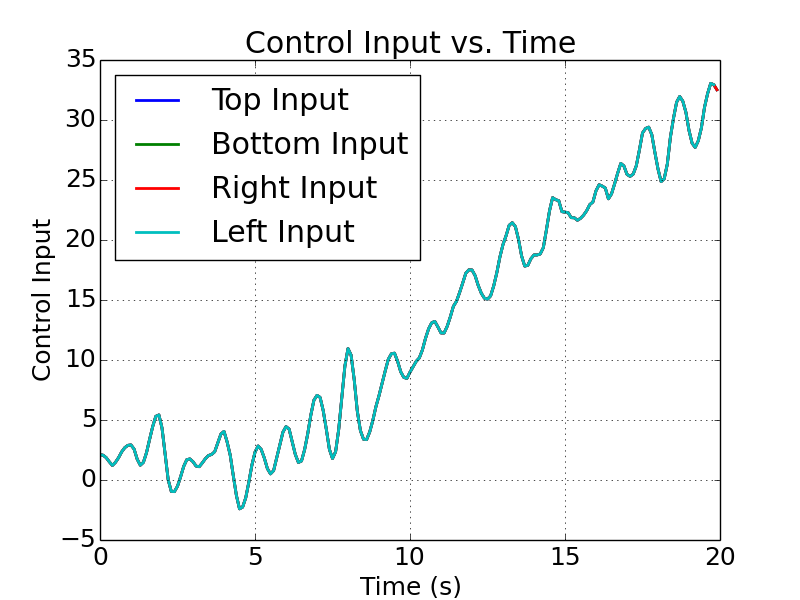 Control Input vs. Time
35
30
25
20
15
10
5
0
−5
Control Input
Top Input
Bottom Input
Right Input
Left Input
0
5
10
15
20
Time (s)